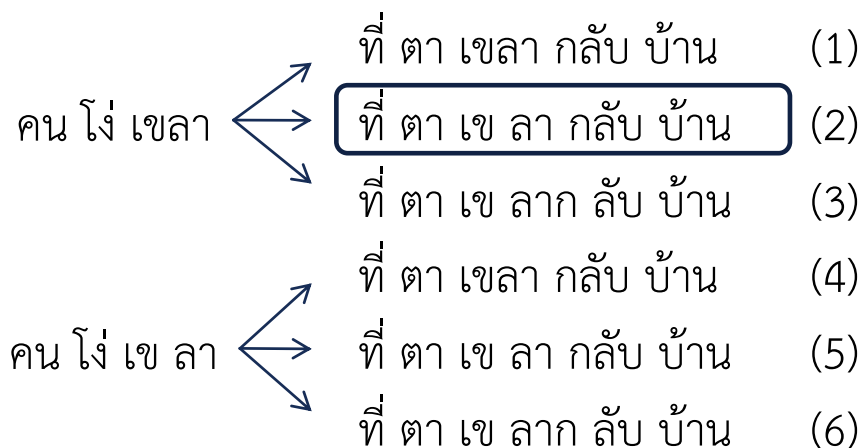 ที่ ตา เขลา กลับ บ้าน (1)
คน โง่ เขลา ที่ ตา เข ลา กลับ บ้าน (2)
ที่ ตา เข ลาก ลับ บ้าน (3)
ที่ ตา เขลา กลับ บ้าน (4)
คน โง่ เข ลา ที่ ตา เข ลา กลับ บ้าน (5)
ที่ ตา เข ลาก ลับ บ้าน (6)